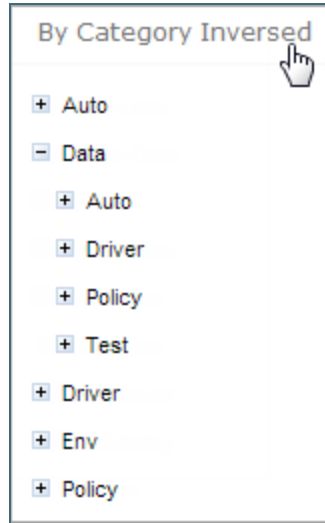 By Category Inversed
Auto
Data
Auto
Driver
Policy
Test
Driver
Env
Policy